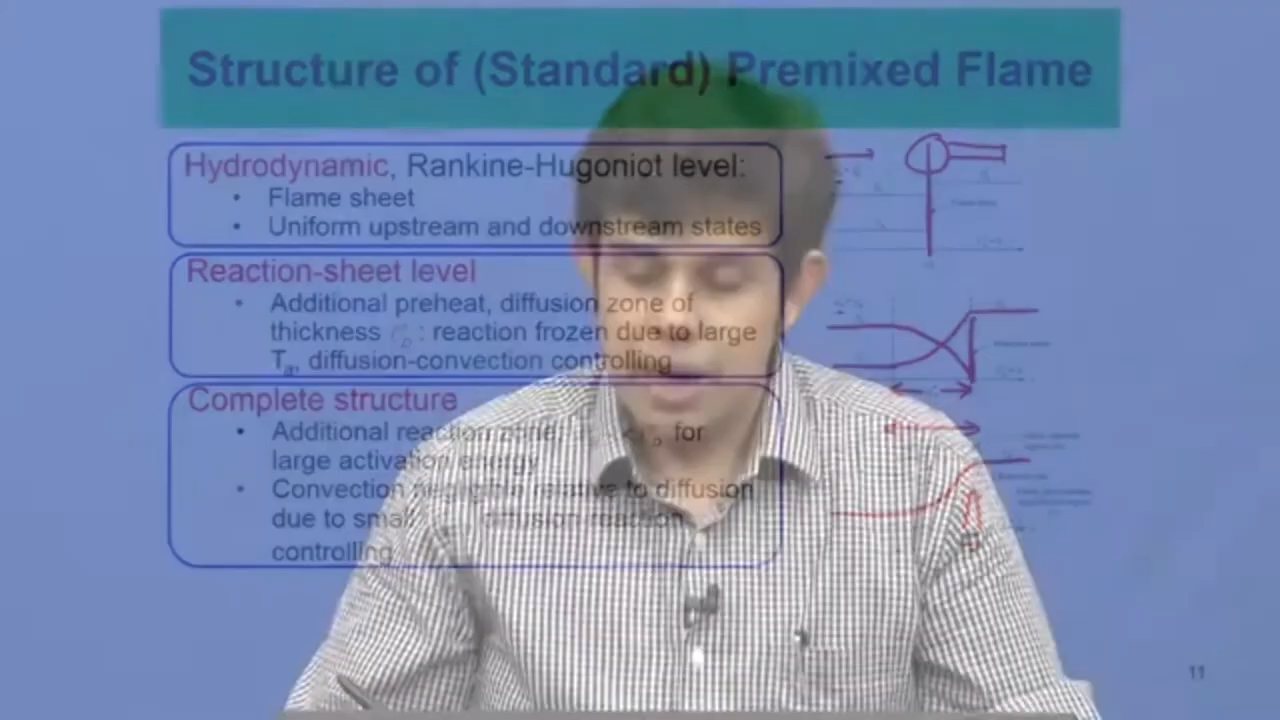 Structure of (Standard) Premixed Flame
Hydrodynamic, Rankine-Hugoniot level:
• Flame sheet
• Uniform upstream and downstream states
Reaction-sheet level
• Additional preheat, diffusion zone of
thickness : reaction frozen due to large
Tₐ, diffusion-convection controlling
Complete structure
• Additional reaction zone, for
large activation energy
• Convection negligible relative to diffusion
due to small diffusion-reaction
controlling
11